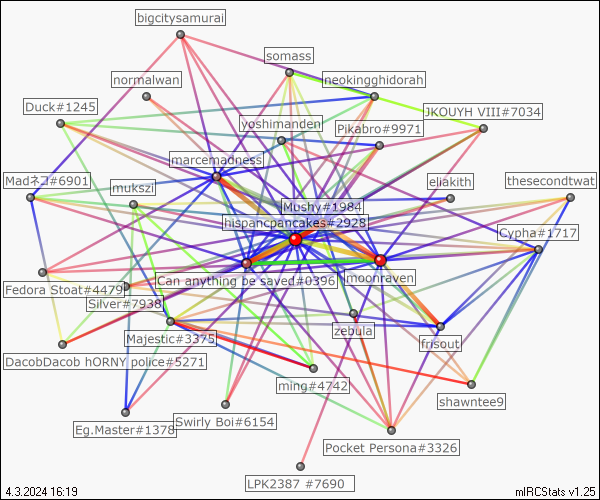 bigcitysamurai
somass
normalwan
neokingghidorah
Duck#1245
JKOUYH VIII#7034
yoshimanden
Pikabro#9971
marcemadness
Madネコ#6901
mukszi
eliakith
thesecondtwat
Mushy#1984
hispancpancakes#2928
Cypha#1717
Can anything be saved#0396
moonraven
Fedora Stoat#4479
Silver#7938
Majestic#3375
zebula
frisout
DacobDacob hORNY police#5271
ming#4742
shawntee9
Swirly Boi#6154
Eg.Master#1378
Pocket Persona#3326
LPK2387 #7690
4.3.2024 16:19
mIRCStats v1.25